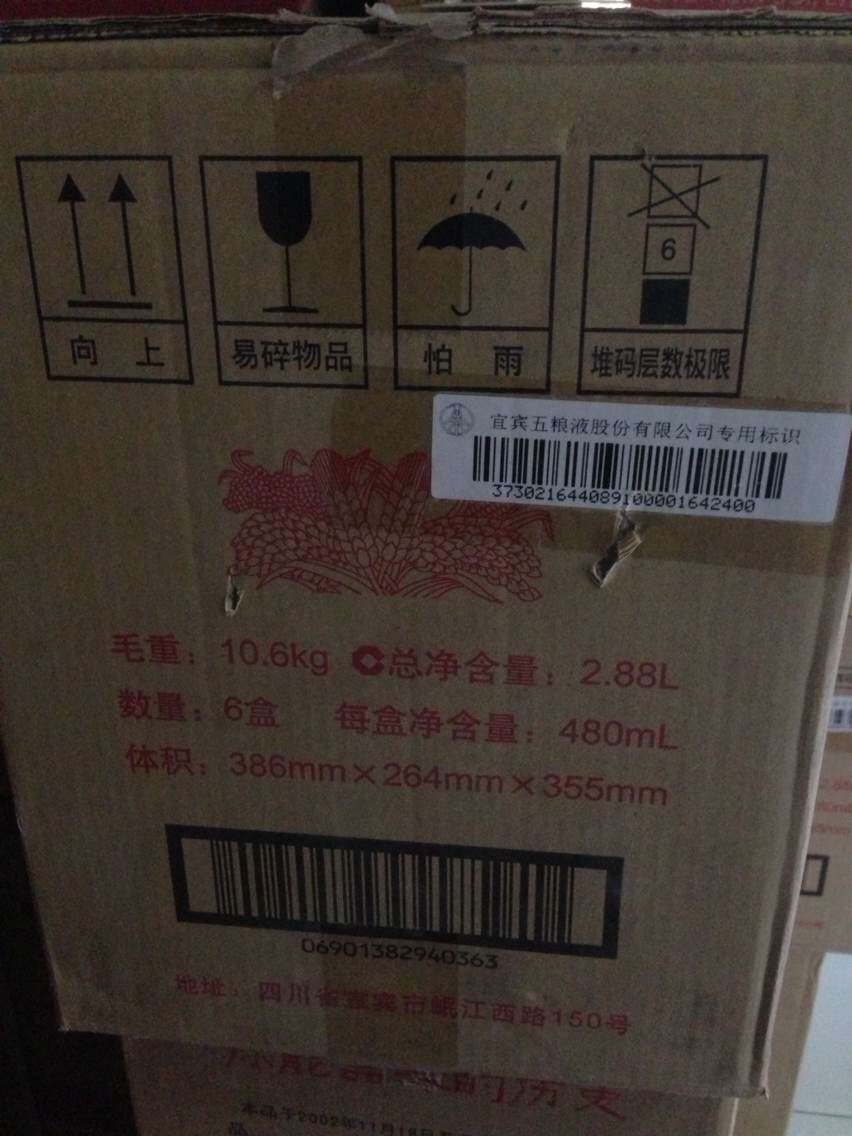 向 上
易碎物品
怕 雨
6
堆码层数极限
宜宾五粮液股份有限公司专用标识
373021644089100001642400
毛重：10.6kg 总净含量：2.88L
数量：6盒 每盒净含量：480mL
体积：386mm×264mm×355mm
06901382940363
地址：四川省宜宾市岷江西路150号
历史